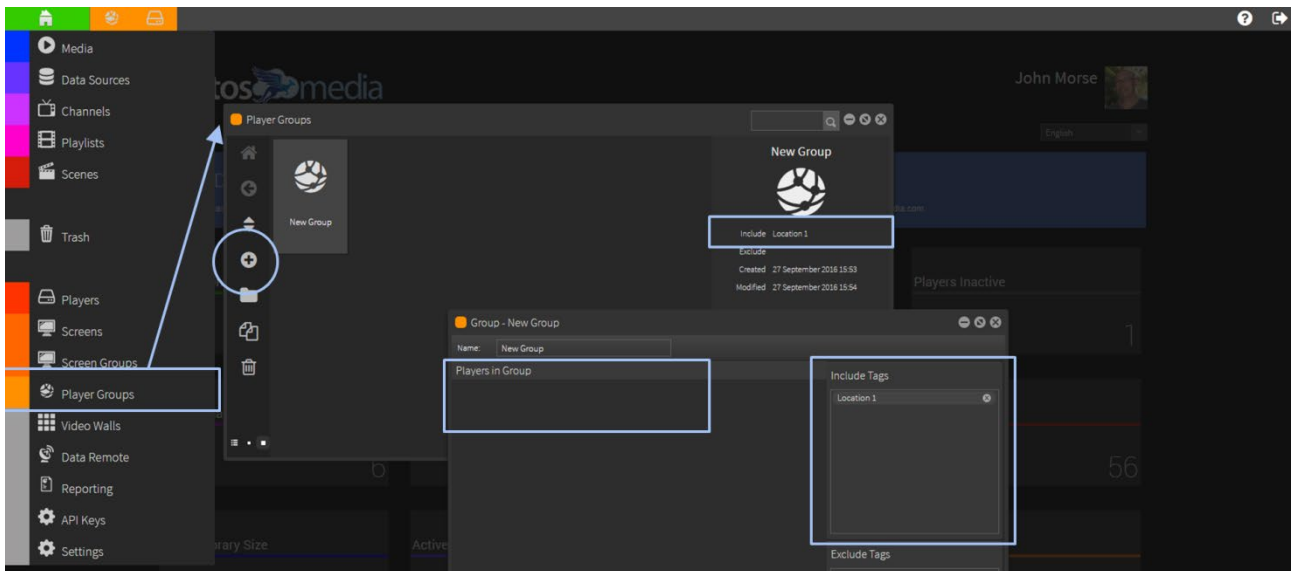 Media
Data Sources
Channels
Playlists
Scenes
Trash
Players
Screens
Screen Groups
Player Groups
Video Walls
Data Remote
Reporting
API Keys
Settings
media
John Morse
English
Player Groups
New Group
New Group
Include Location 1
Exclude
Created 27 September 2016 15:53
Modified 27 September 2016 15:54
Players Inactive
1
Group - New Group
Name: New Group
Players in Group
Include Tags
Location 1
Exclude Tags
6
56
Size
Active